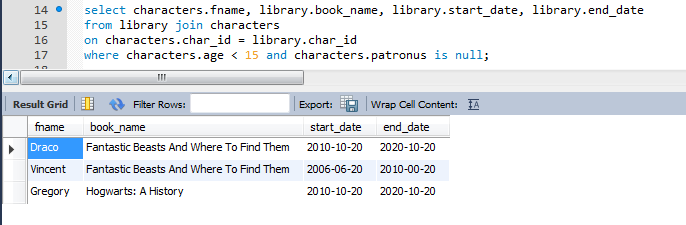 14 select characters.fname, library.book_name, library.start_date, library.end_date
15 from library join characters
16 on characters.char_id = library.char_id
17 where characters.age < 15 and characters.patronus is null;
18
Result Grid Filter Rows: Export: Wrap Cell Content:
fname book_name start_date end_date
Draco Fantastic Beasts And Where To Find Them 2010-10-20 2020-10-20
Vincent Fantastic Beasts And Where To Find Them 2006-06-20 2010-00-20
Gregory Hogwarts: A History 2010-10-20 2020-10-20